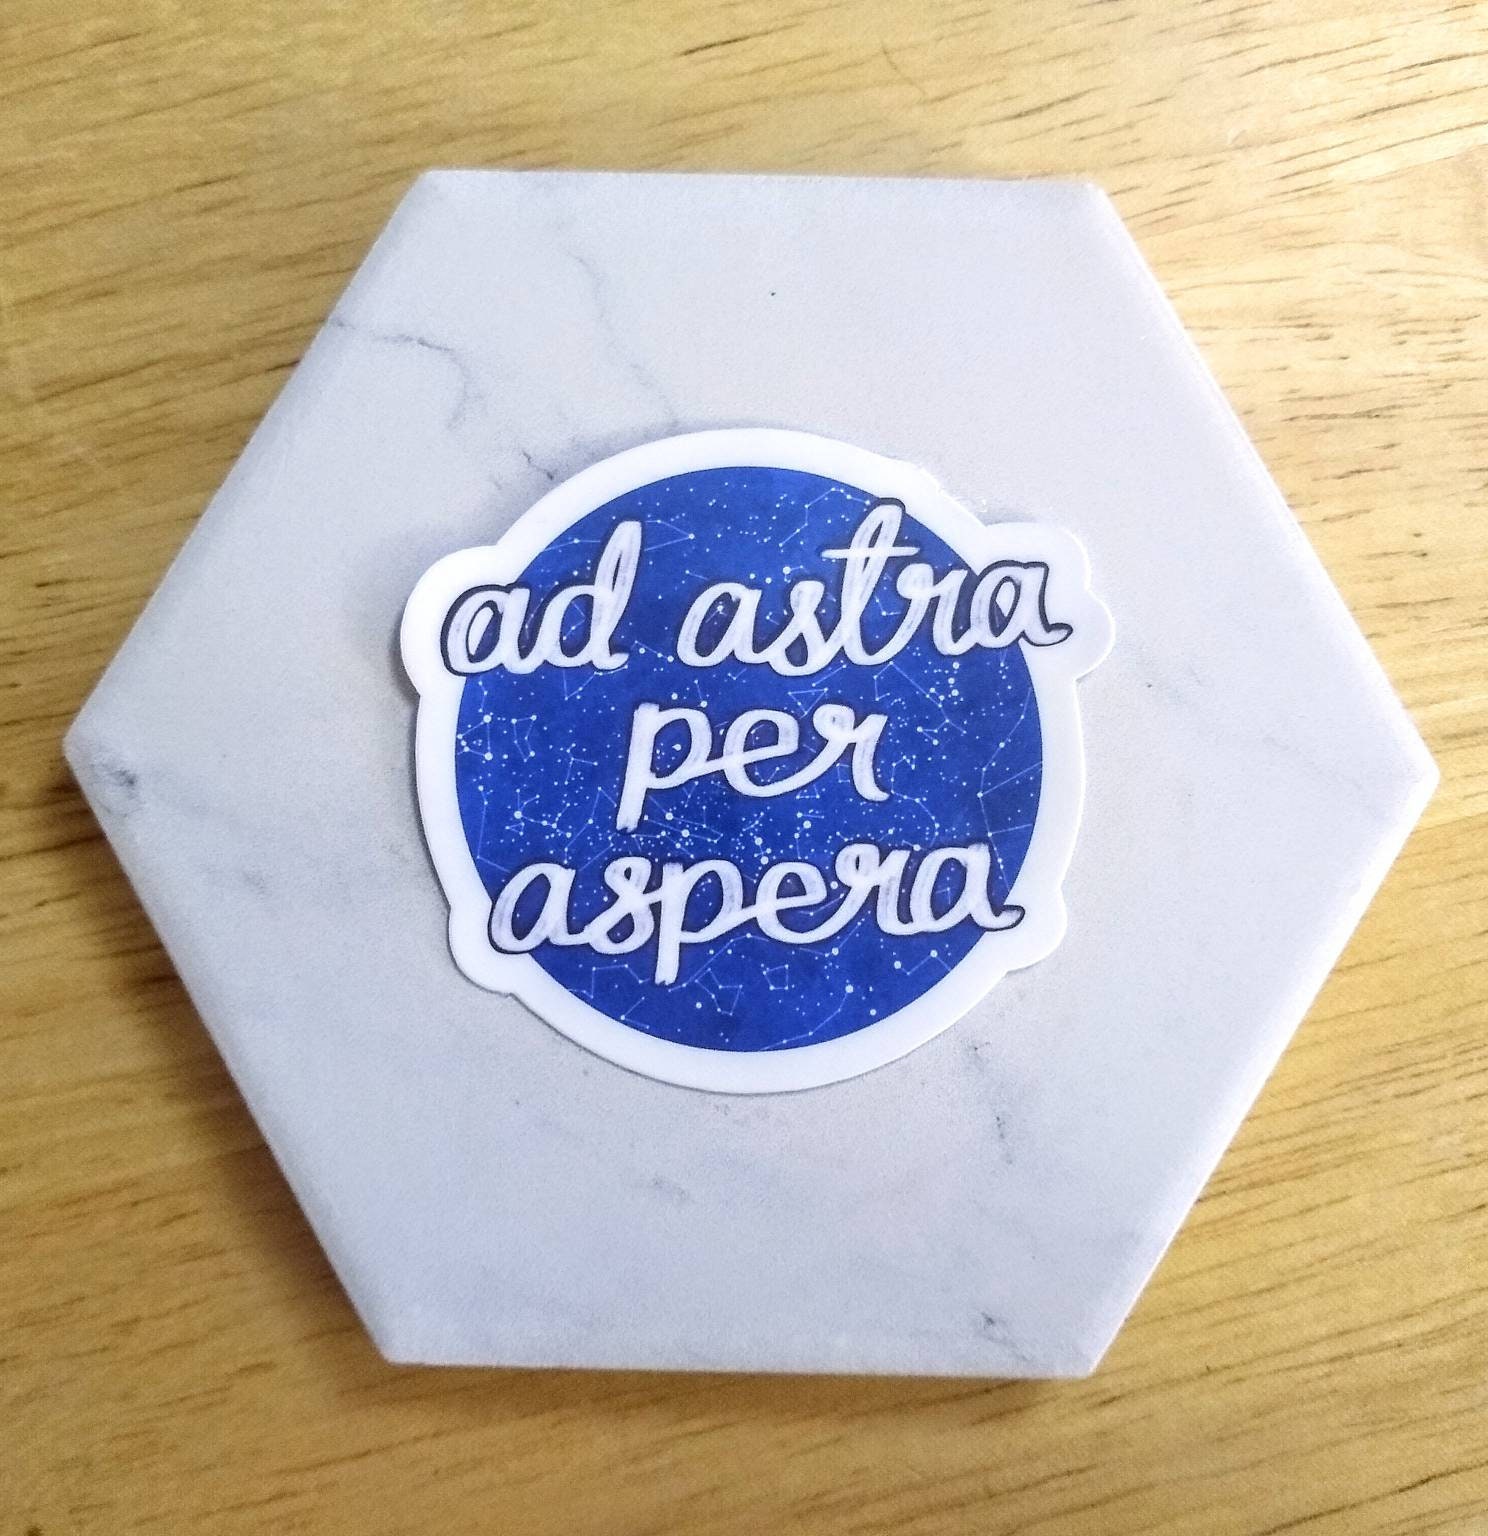 ad astra
per
aspera